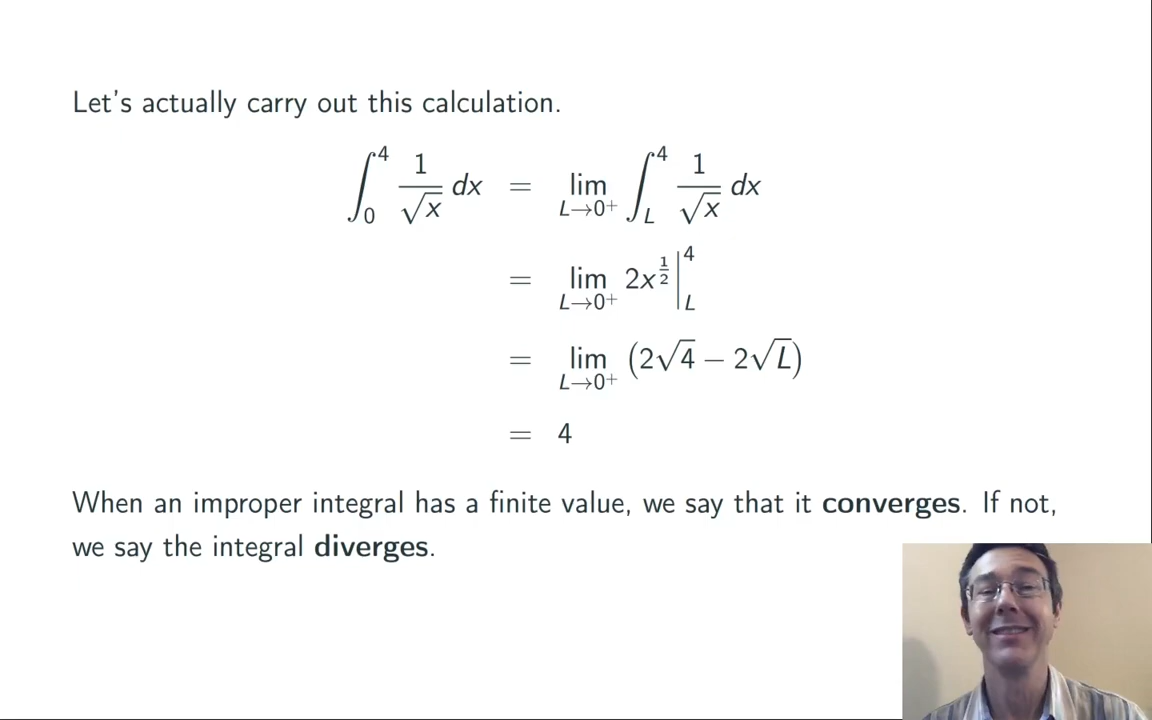 Let's actually carry out this calculation.
∫₀⁴ 1/√x dx = lim_{L→0⁺} ∫_L⁴ 1/√x dx
= lim_{L→0⁺} 2x^{1/2} |_L⁴
= lim_{L→0⁺} (2√4 − 2√L)
= 4
When an improper integral has a finite value, we say that it converges. If not,
we say the integral diverges.